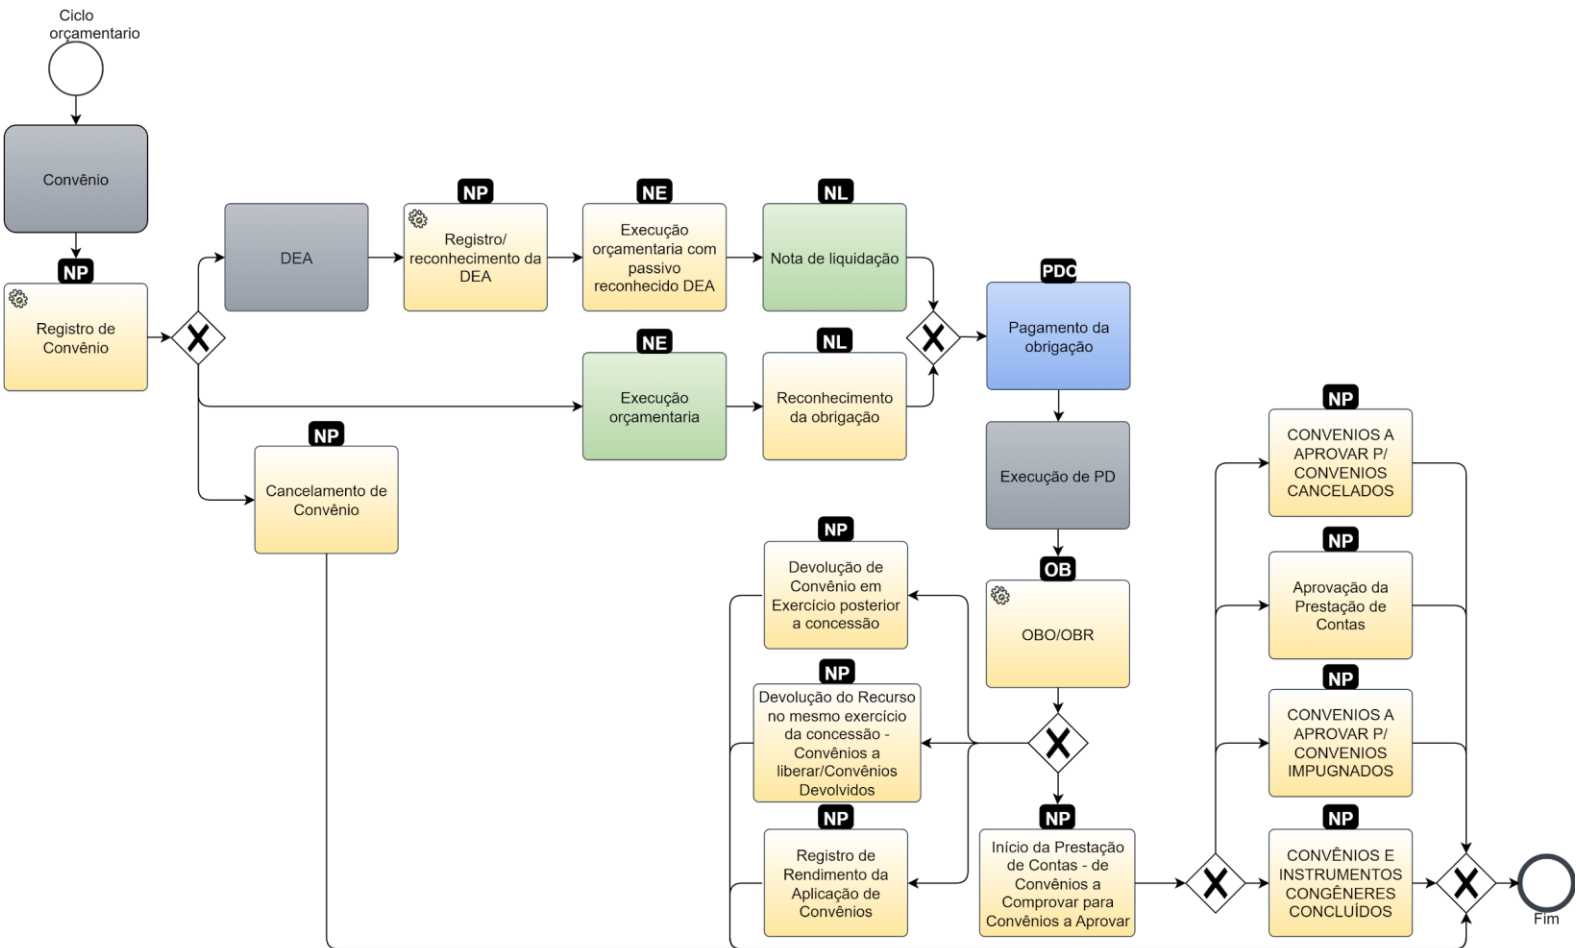 Ciclo
orçamentario
Convênio
NP
Registro de
Convênio
DEA
NP
Registro/
reconhecimento da
DEA
NE
Execução
orçamentaria com
passivo
reconhecido DEA
NL
Nota de liquidação
NE
Execução
orçamentaria
NL
Reconhecimento
da obrigação
NP
Cancelamento de
Convênio
PDO
Pagamento da
obrigação
Execução de PD
OB
OBO/OBR
NP
Devolução de
Convênio em
Exercício posterior
a concessão
NP
Devolução do Recurso
no mesmo exercício
da concessão -
Convênios a
liberar/Convênios
Devolvidos
NP
Registro de
Rendimento da
Aplicação de
Convênios
NP
Início da Prestação
de Contas - de
Convênios a
Comprovar para
Convênios a Aprovar
NP
CONVENIOS A
APROVAR P/
CONVENIOS
CANCELADOS
NP
Aprovação da
Prestação de
Contas
NP
CONVENIOS A
APROVAR P/
CONVENIOS
IMPUGNADOS
NP
CONVÊNIOS E
INSTRUMENTOS
CONGÊNERES
CONCLUÍDOS
Fim